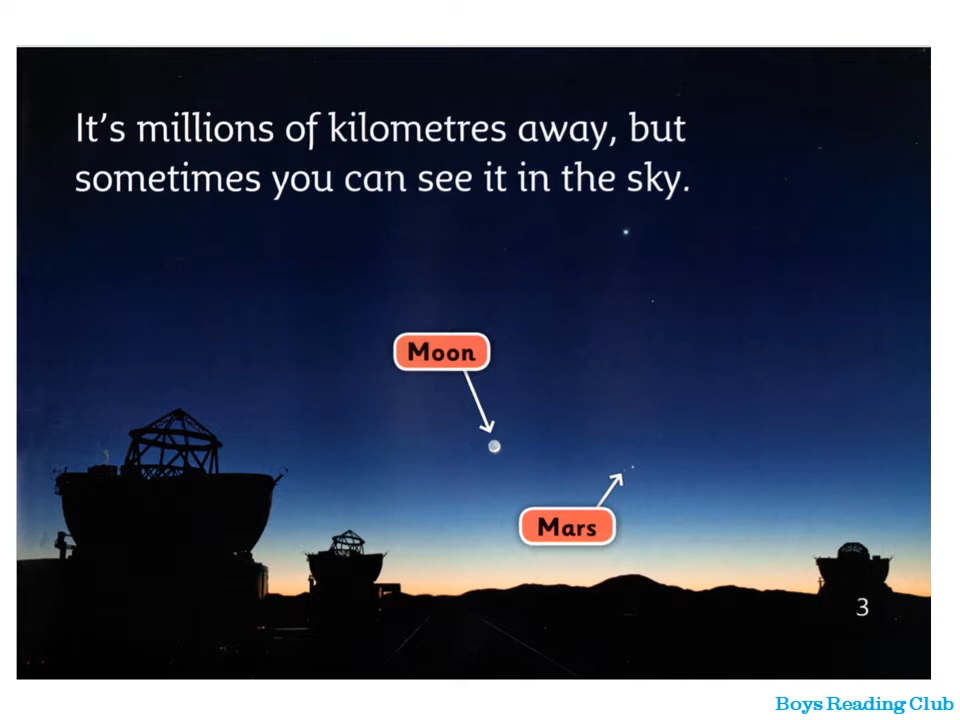 It's millions of kilometres away, but
sometimes you can see it in the sky.
Moon
Mars
3
Boys Reading Club